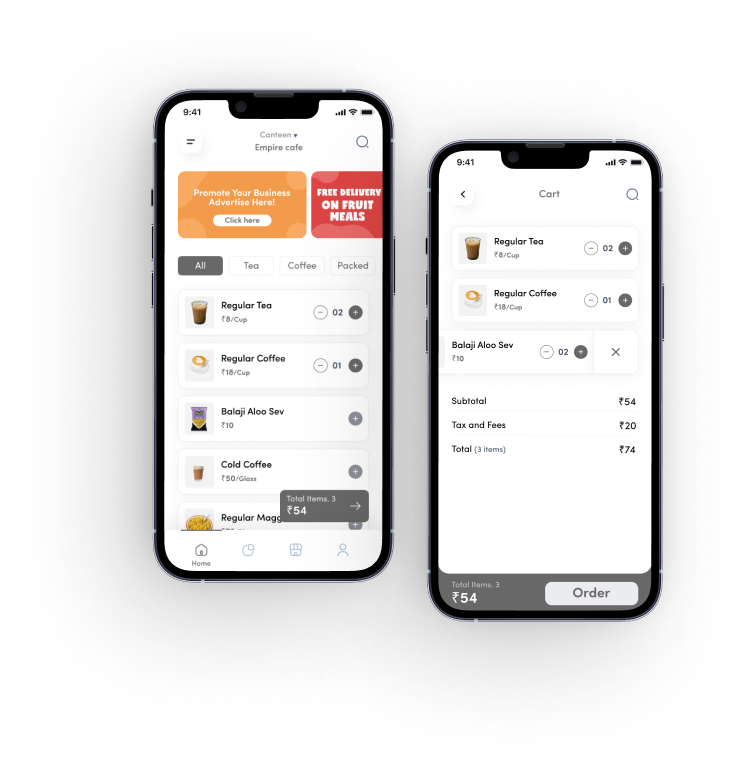 9:41
Canteen ▾
Empire cafe
Promote Your Business
Advertise Here!
Click here
FREE DELIVERY
ON FRUIT
MEALS
All
Tea
Coffee
Packed
Regular Tea
₹8/Cup
02
Regular Coffee
₹18/Cup
01
Balaji Aloo Sev
₹10
Cold Coffee
₹50/Glass
Regular Magg
Total Items. 3
₹54
Home
9:41
Cart
Regular Tea
₹8/Cup
02
Regular Coffee
₹18/Cup
01
Balaji Aloo Sev
₹10
02
Subtotal ₹54
Tax and Fees ₹20
Total (3 items) ₹74
Total Items. 3
₹54
Order